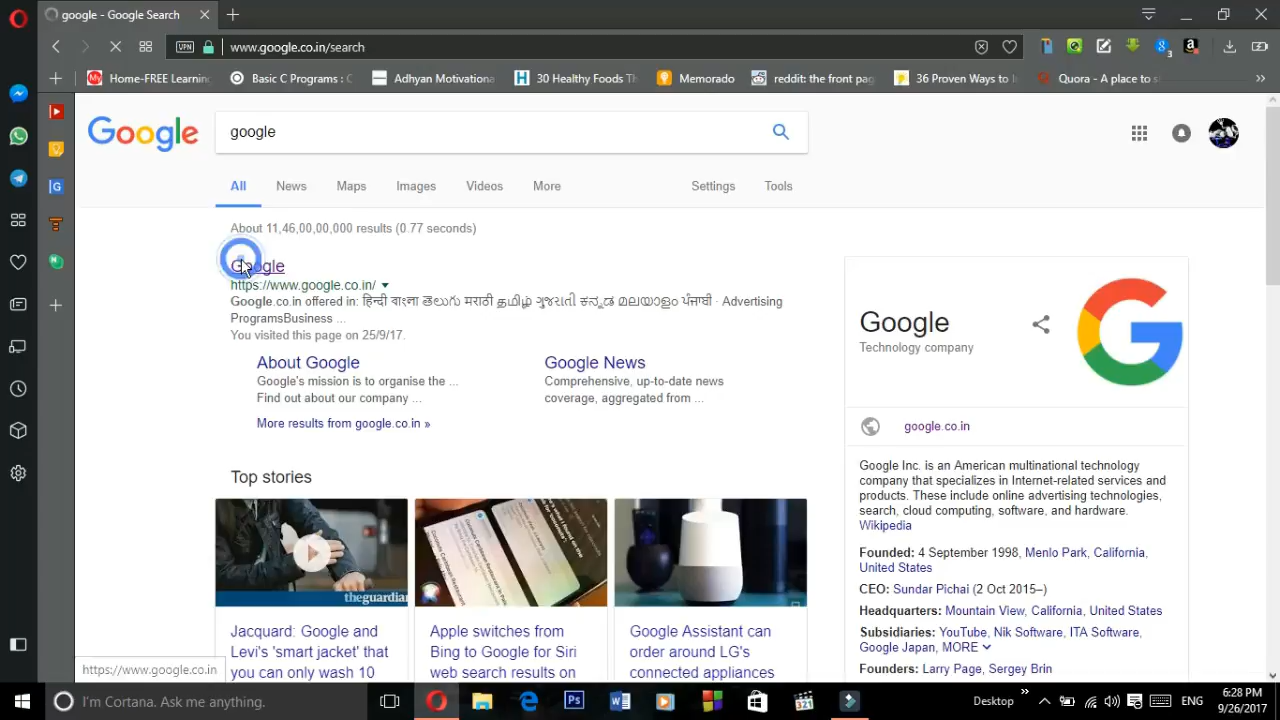 google - Google Search
VPN
www.google.co.in/search
3
My Home-FREE Learning
Basic C Programs :
Adhyan Motivational
H 30 Healthy Foods
Memorado
reddit: the front pag
36 Proven Ways to
Quora - A place to
Google
google
All
News
Maps
Images
Videos
More
Settings
Tools
About 11,46,00,00,000 results (0.77 seconds)
Google
https://www.google.co.in/
Google.co.in offered in: हिन्दी বাংলা తెలుగు मराठी தமிழ் ગુજરાતી ಕನ್ನಡ മലയാളം ਪੰਜਾਬੀ · Advertising
ProgramsBusiness ...
You visited this page on 25/9/17.
About Google
Google's mission is to organise the ...
Find out about our company ...
Google News
Comprehensive, up-to-date news
coverage, aggregated from ...
More results from google.co.in »
Top stories
theguardian
Jacquard: Google and
Levi's 'smart jacket' that
you can only wash 10
Apple switches from
Bing to Google for Siri
web search results on
Google Assistant can
order around LG's
connected appliances
Google
Technology company
google.co.in
Google Inc. is an American multinational technology
company that specializes in Internet-related services and
products. These include online advertising technologies,
search, cloud computing, software, and hardware.
Wikipedia
Founded: 4 September 1998, Menlo Park, California,
United States
CEO: Sundar Pichai (2 Oct 2015–)
Headquarters: Mountain View, California, United States
Subsidiaries: YouTube, Nik Software, ITA Software,
Google Japan, MORE
Founders: Larry Page, Sergey Brin
https://www.google.co.in
I'm Cortana. Ask me anything.
Desktop
ENG
6:28 PM
9/26/2017